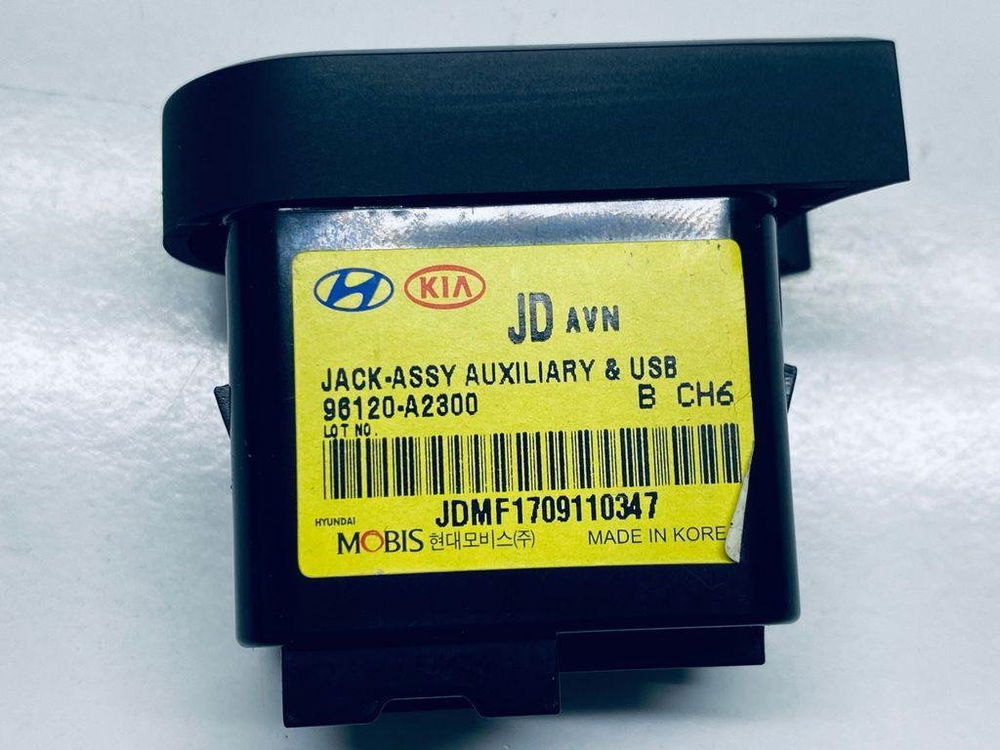 KIA
JD AVN
JACK-ASSY AUXILIARY & USB
96120-A2300 B CH6
LOT NO.
JDMF1709110347
HYUNDAI
MOBIS 현대모비스(주) MADE IN KORE